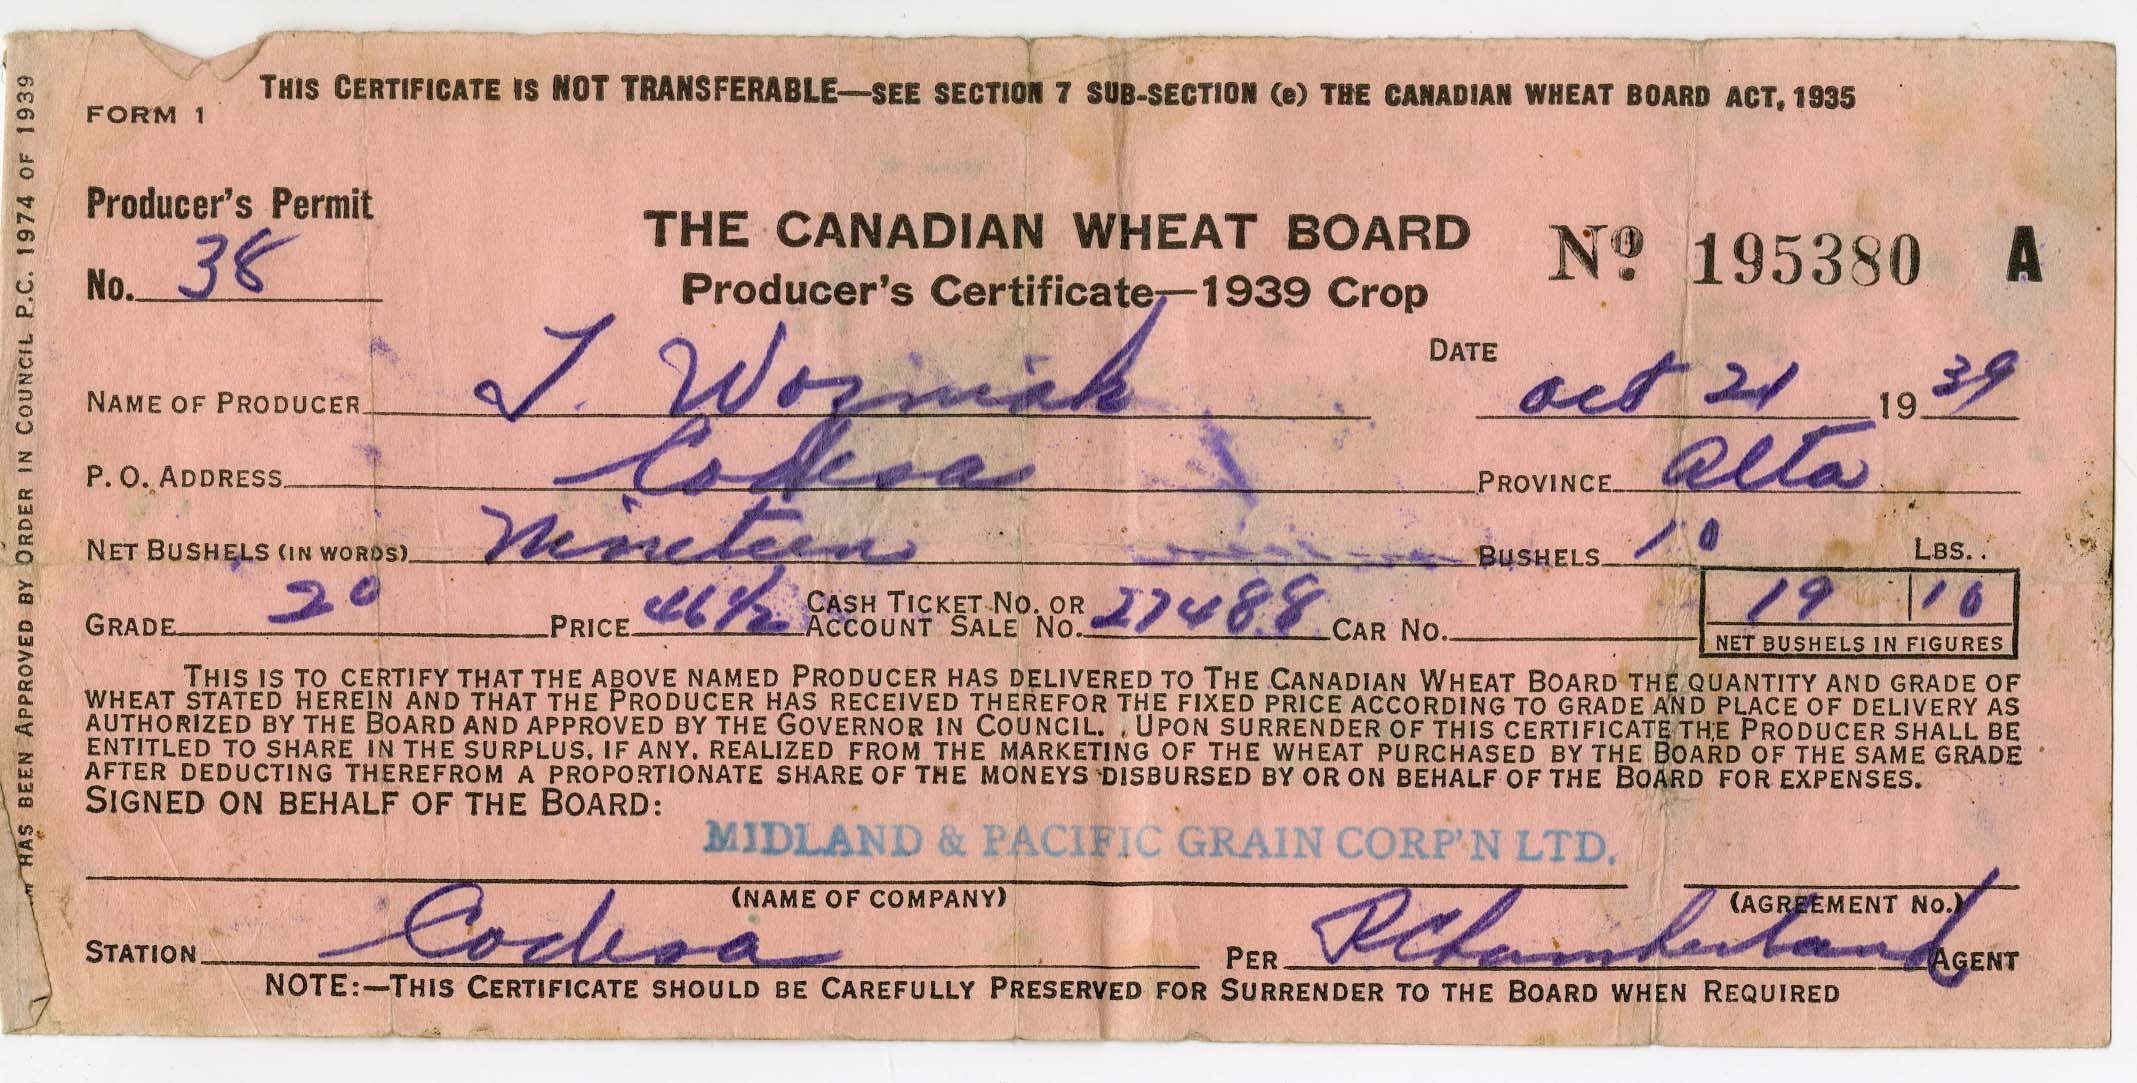 THIS CERTIFICATE IS NOT TRANSFERABLE—SEE SECTION 7 SUB-SECTION (e) THE CANADIAN WHEAT BOARD ACT, 1935
FORM 1
HAS BEEN APPROVED BY ORDER IN COUNCIL P.C. 1974 OF 1939
Producer's Permit
No. 38
THE CANADIAN WHEAT BOARD
Producer's Certificate—1939 Crop
No. 195380 A
DATE Oct 21 1939
NAME OF PRODUCER T. Wozniak
P. O. ADDRESS Codesa PROVINCE Alta
NET BUSHELS (IN WORDS) Nineteen BUSHELS 10 LBS..
GRADE 20 PRICE 46½ CASH TICKET NO. OR ACCOUNT SALE NO. 27488 CAR NO. 19 10
NET BUSHELS IN FIGURES
THIS IS TO CERTIFY THAT THE ABOVE NAMED PRODUCER HAS DELIVERED TO THE CANADIAN WHEAT BOARD THE QUANTITY AND GRADE OF
WHEAT STATED HEREIN AND THAT THE PRODUCER HAS RECEIVED THEREFOR THE FIXED PRICE ACCORDING TO GRADE AND PLACE OF DELIVERY AS
AUTHORIZED BY THE BOARD AND APPROVED BY THE GOVERNOR IN COUNCIL. UPON SURRENDER OF THIS CERTIFICATE THE PRODUCER SHALL BE
ENTITLED TO SHARE IN THE SURPLUS, IF ANY, REALIZED FROM THE MARKETING OF THE WHEAT PURCHASED BY THE BOARD OF THE SAME GRADE
AFTER DEDUCTING THEREFROM A PROPORTIONATE SHARE OF THE MONEYS DISBURSED BY OR ON BEHALF OF THE BOARD FOR EXPENSES.
SIGNED ON BEHALF OF THE BOARD:
MIDLAND & PACIFIC GRAIN CORP'N LTD.
(NAME OF COMPANY) (AGREEMENT NO.)
STATION Codesa PER R Chamberland AGENT
NOTE:—THIS CERTIFICATE SHOULD BE CAREFULLY PRESERVED FOR SURRENDER TO THE BOARD WHEN REQUIRED